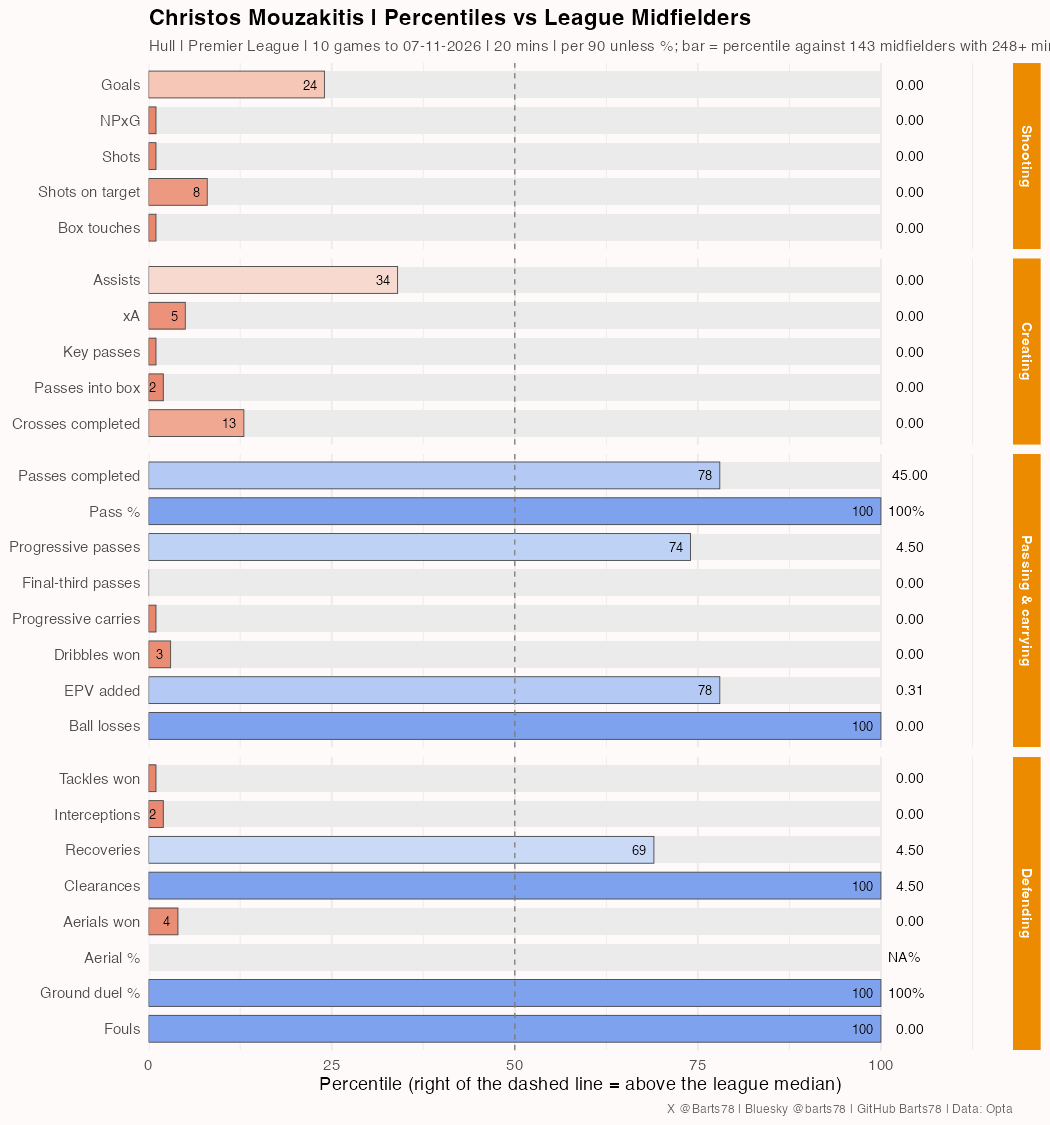 Christos Mouzakitis | Percentiles vs League Midfielders
Hull | Premier League | 10 games to 07-11-2026 | 20 mins | per 90 unless %; bar = percentile against 143 midfielders with 248+ mi
Goals 24 0.00
NPxG 0.00
Shots 0.00
Shots on target 8 0.00
Box touches 0.00
Shooting
Assists 34 0.00
xA 5 0.00
Key passes 0.00
Passes into box 2 0.00
Crosses completed 13 0.00
Creating
Passes completed 78 45.00
Pass % 100 100%
Progressive passes 74 4.50
Final-third passes 0.00
Progressive carries 0.00
Dribbles won 3 0.00
EPV added 78 0.31
Ball losses 100 0.00
Passing & carrying
Tackles won 0.00
Interceptions 2 0.00
Recoveries 69 4.50
Clearances 100 4.50
Aerials won 4 0.00
Aerial % NA%
Ground duel % 100 100%
Fouls 100 0.00
Defending
0 25 50 75 100
Percentile (right of the dashed line = above the league median)
X @Barts78 | Bluesky @barts78 | GitHub Barts78 | Data: Opta